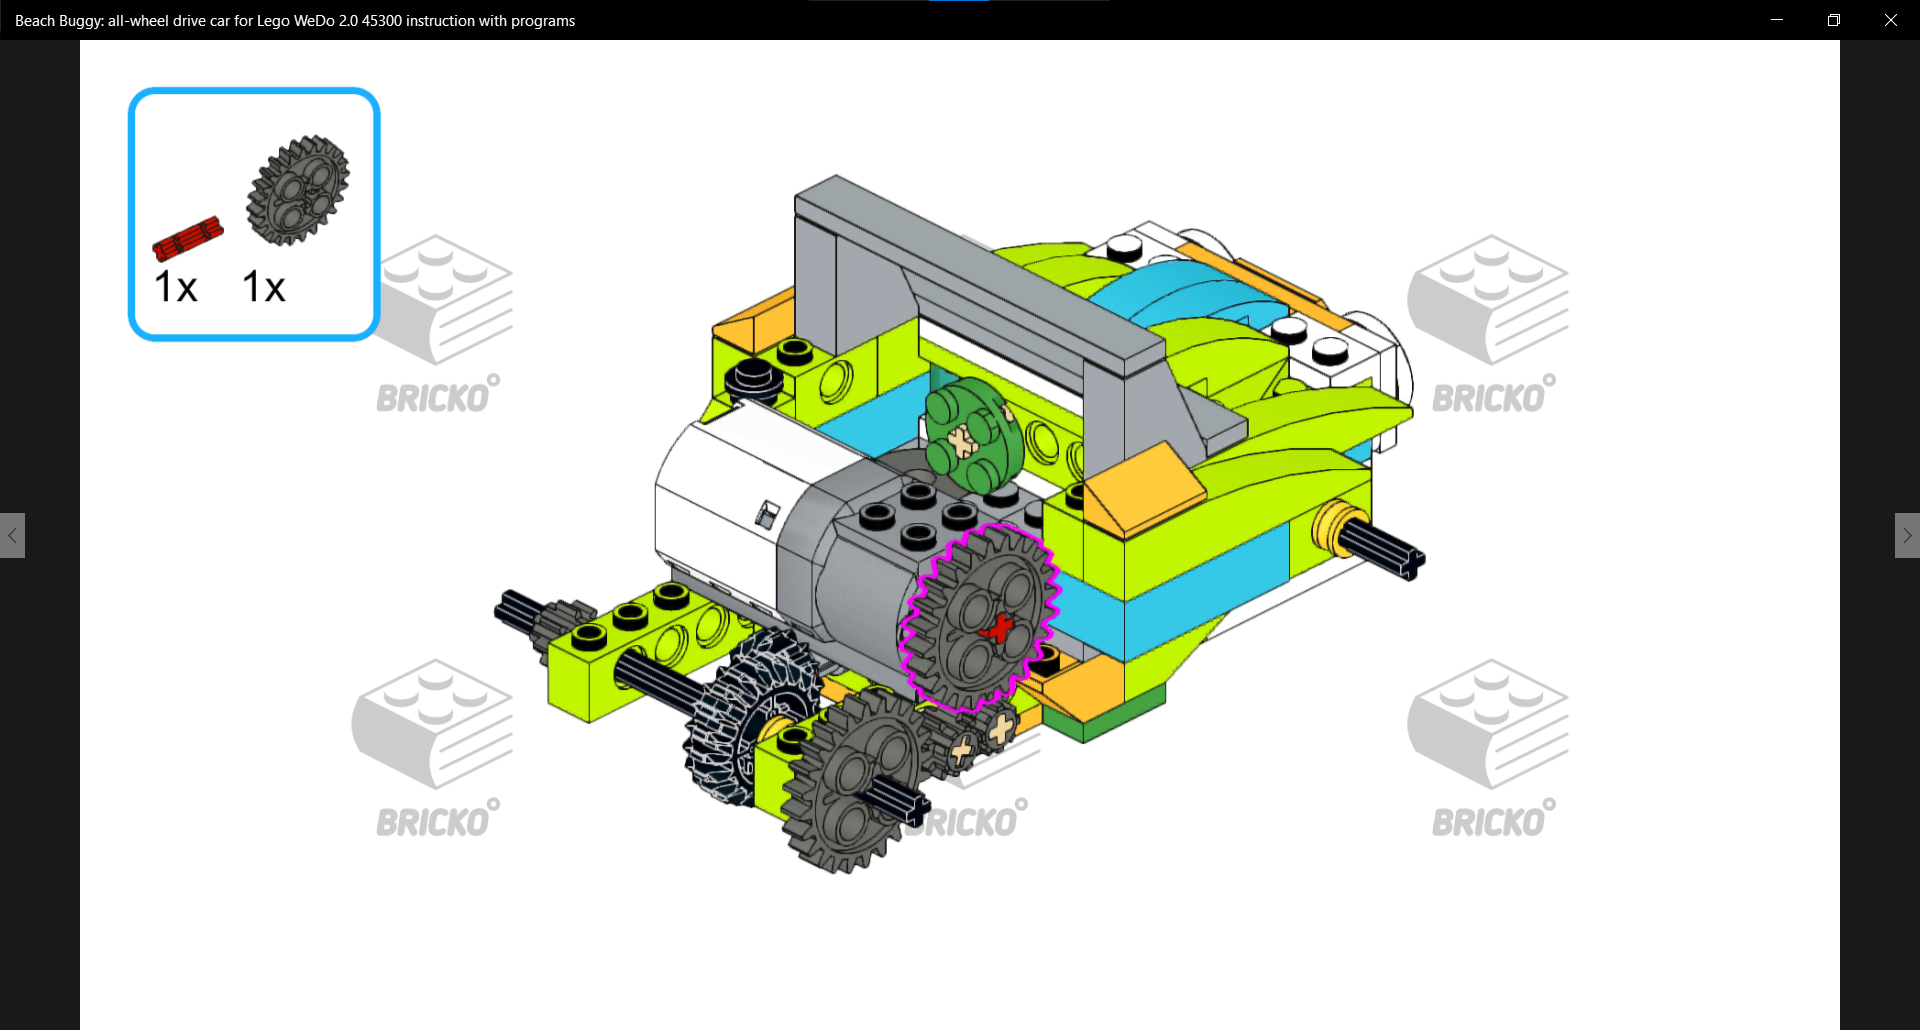 Beach Buggy: all-wheel drive car for Lego WeDo 2.0 45300 instruction with programs
1x 1x
BRICKO
BRICKO
BRICKO
BRICKO
BRICKO